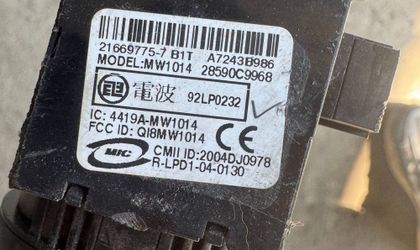 21669775-7 B1T A7243B986
MODEL:MW1014 28590C9968
電波 92LP0232
IC: 4419A-MW1014
FCC ID: QI8MW1014
CE
MIC CMII ID:2004DJ0978
R-LPD1-04-0130